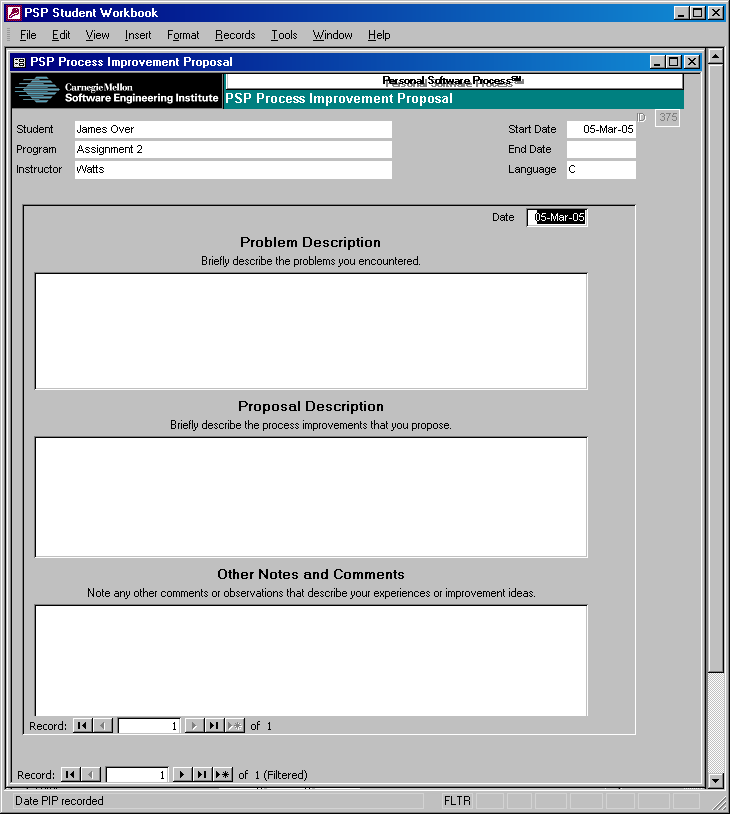 PSP Student Workbook
File Edit View Insert Format Records Tools Window Help
PSP Process Improvement Proposal
Carnegie Mellon
Software Engineering Institute
Personal Software Process SM
PSP Process Improvement Proposal
ID 375
Student James Over Start Date 05-Mar-05
Program Assignment 2 End Date
Instructor Watts Language C
Date 05-Mar-05
Problem Description
Briefly describe the problems you encountered.
Proposal Description
Briefly describe the process improvements that you propose.
Other Notes and Comments
Note any other comments or observations that describe your experiences or improvement ideas.
Record: 1 of 1
Record: 1 of 1 (Filtered)
Date PIP recorded FLTR